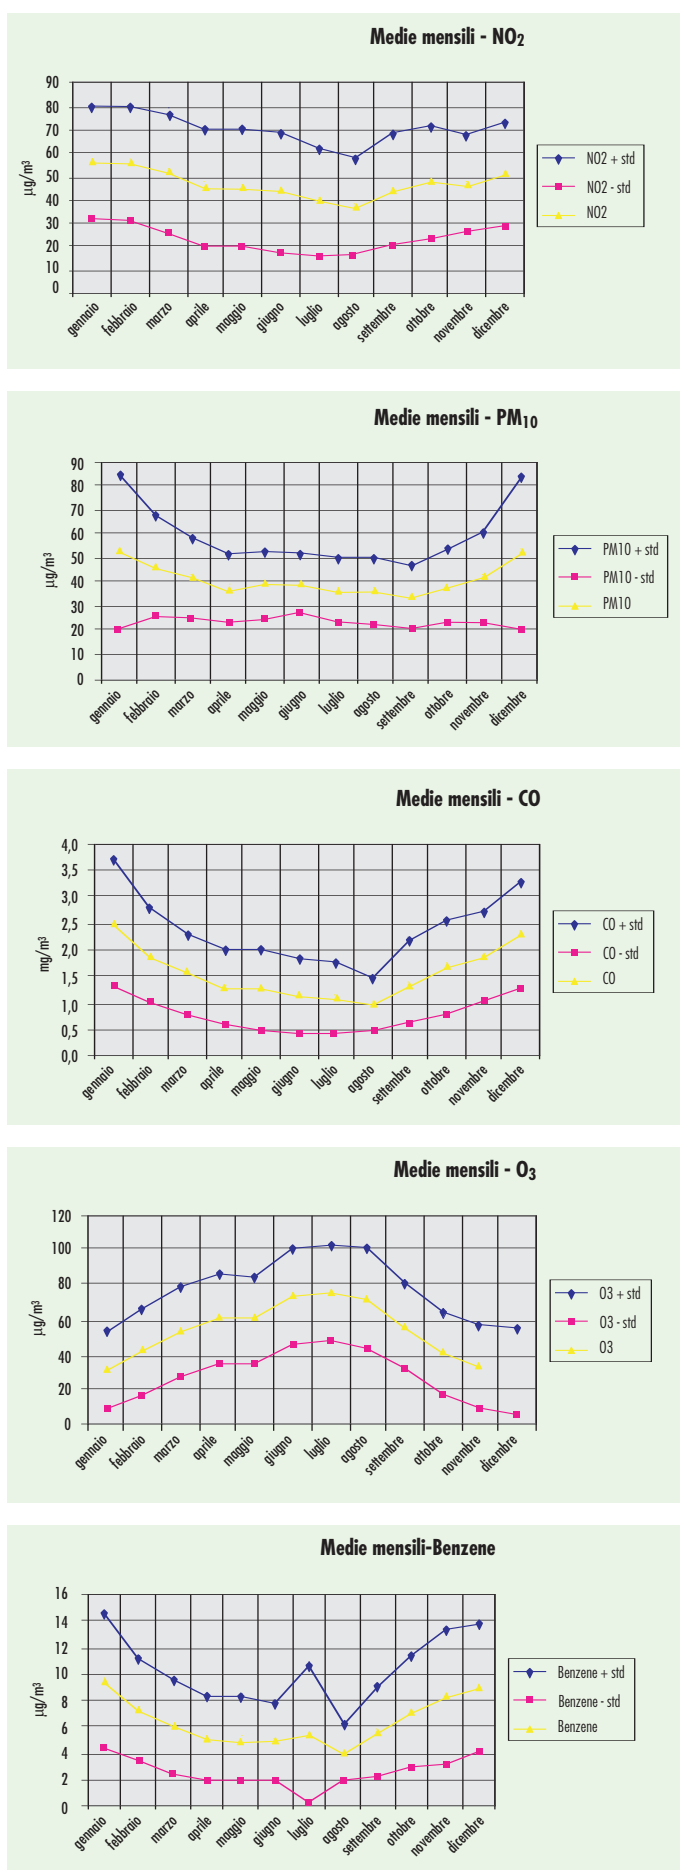 Medie mensili - NO2
90
80
70
60
50
40
30
20
10
0
µg/m³
gennaio febbraio marzo aprile maggio giugno luglio agosto settembre ottobre novembre dicembre
NO2 + std
NO2 - std
NO2
Medie mensili - PM10
90
80
70
60
50
40
30
20
10
0
µg/m³
gennaio febbraio marzo aprile maggio giugno luglio agosto settembre ottobre novembre dicembre
PM10 + std
PM10 - std
PM10
Medie mensili - CO
4,0
3,5
3,0
2,5
2,0
1,5
1,0
0,5
0,0
mg/m³
gennaio febbraio marzo aprile maggio giugno luglio agosto settembre ottobre novembre dicembre
CO + std
CO - std
CO
Medie mensili - O3
120
100
80
60
40
20
0
µg/m³
gennaio febbraio marzo aprile maggio giugno luglio agosto settembre ottobre novembre dicembre
O3 + std
O3 - std
O3
Medie mensili-Benzene
16
14
12
10
8
6
4
2
0
µg/m³
gennaio febbraio marzo aprile maggio giugno luglio agosto settembre ottobre novembre dicembre
Benzene + std
Benzene - std
Benzene